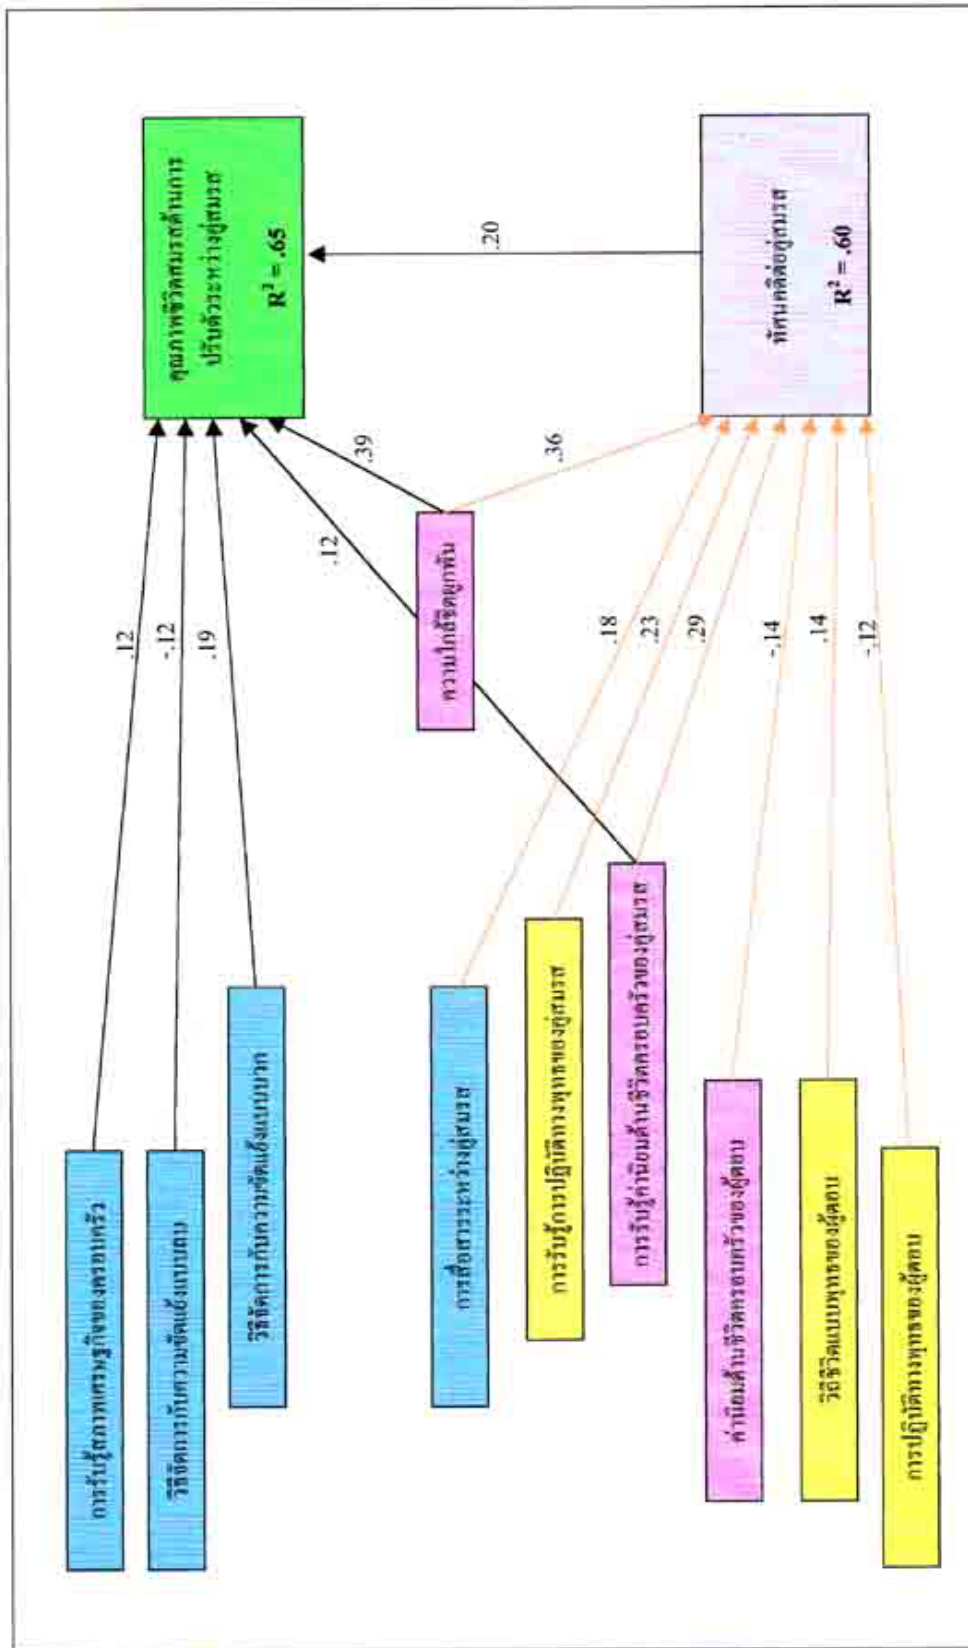 การรับรู้สภาพเศรษฐกิจของครอบครัว
วิธีจัดการกับความขัดแย้งแบบลบ
วิธีจัดการกับความขัดแย้งแบบบวก
.12
-.12
.19
คุณภาพชีวิตสมรสด้านการ
ปรับตัวระหว่างคู่สมรส
R² = .65
ความใกล้ชิดผูกพัน
.12
.39
.36
.20
การสื่อสารระหว่างคู่สมรส
การรับรู้การปฏิบัติทางพุทธของคู่สมรส
การรับรู้ค่านิยมด้านชีวิตครอบครัวของคู่สมรส
ค่านิยมด้านชีวิตครอบครัวของผู้ตอบ
วิถีชีวิตแบบพุทธของผู้ตอบ
การปฏิบัติทางพุทธของผู้ตอบ
.18
.23
.29
-.14
.14
-.12
ทัศนคติต่อคู่สมรส
R² = .60